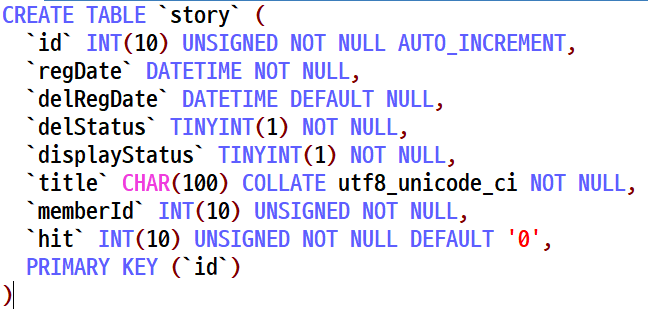 CREATE TABLE `story` (
`id` INT(10) UNSIGNED NOT NULL AUTO_INCREMENT,
`regDate` DATETIME NOT NULL,
`delRegDate` DATETIME DEFAULT NULL,
`delStatus` TINYINT(1) NOT NULL,
`displayStatus` TINYINT(1) NOT NULL,
`title` CHAR(100) COLLATE utf8_unicode_ci NOT NULL,
`memberId` INT(10) UNSIGNED NOT NULL,
`hit` INT(10) UNSIGNED NOT NULL DEFAULT '0',
PRIMARY KEY (`id`)
)